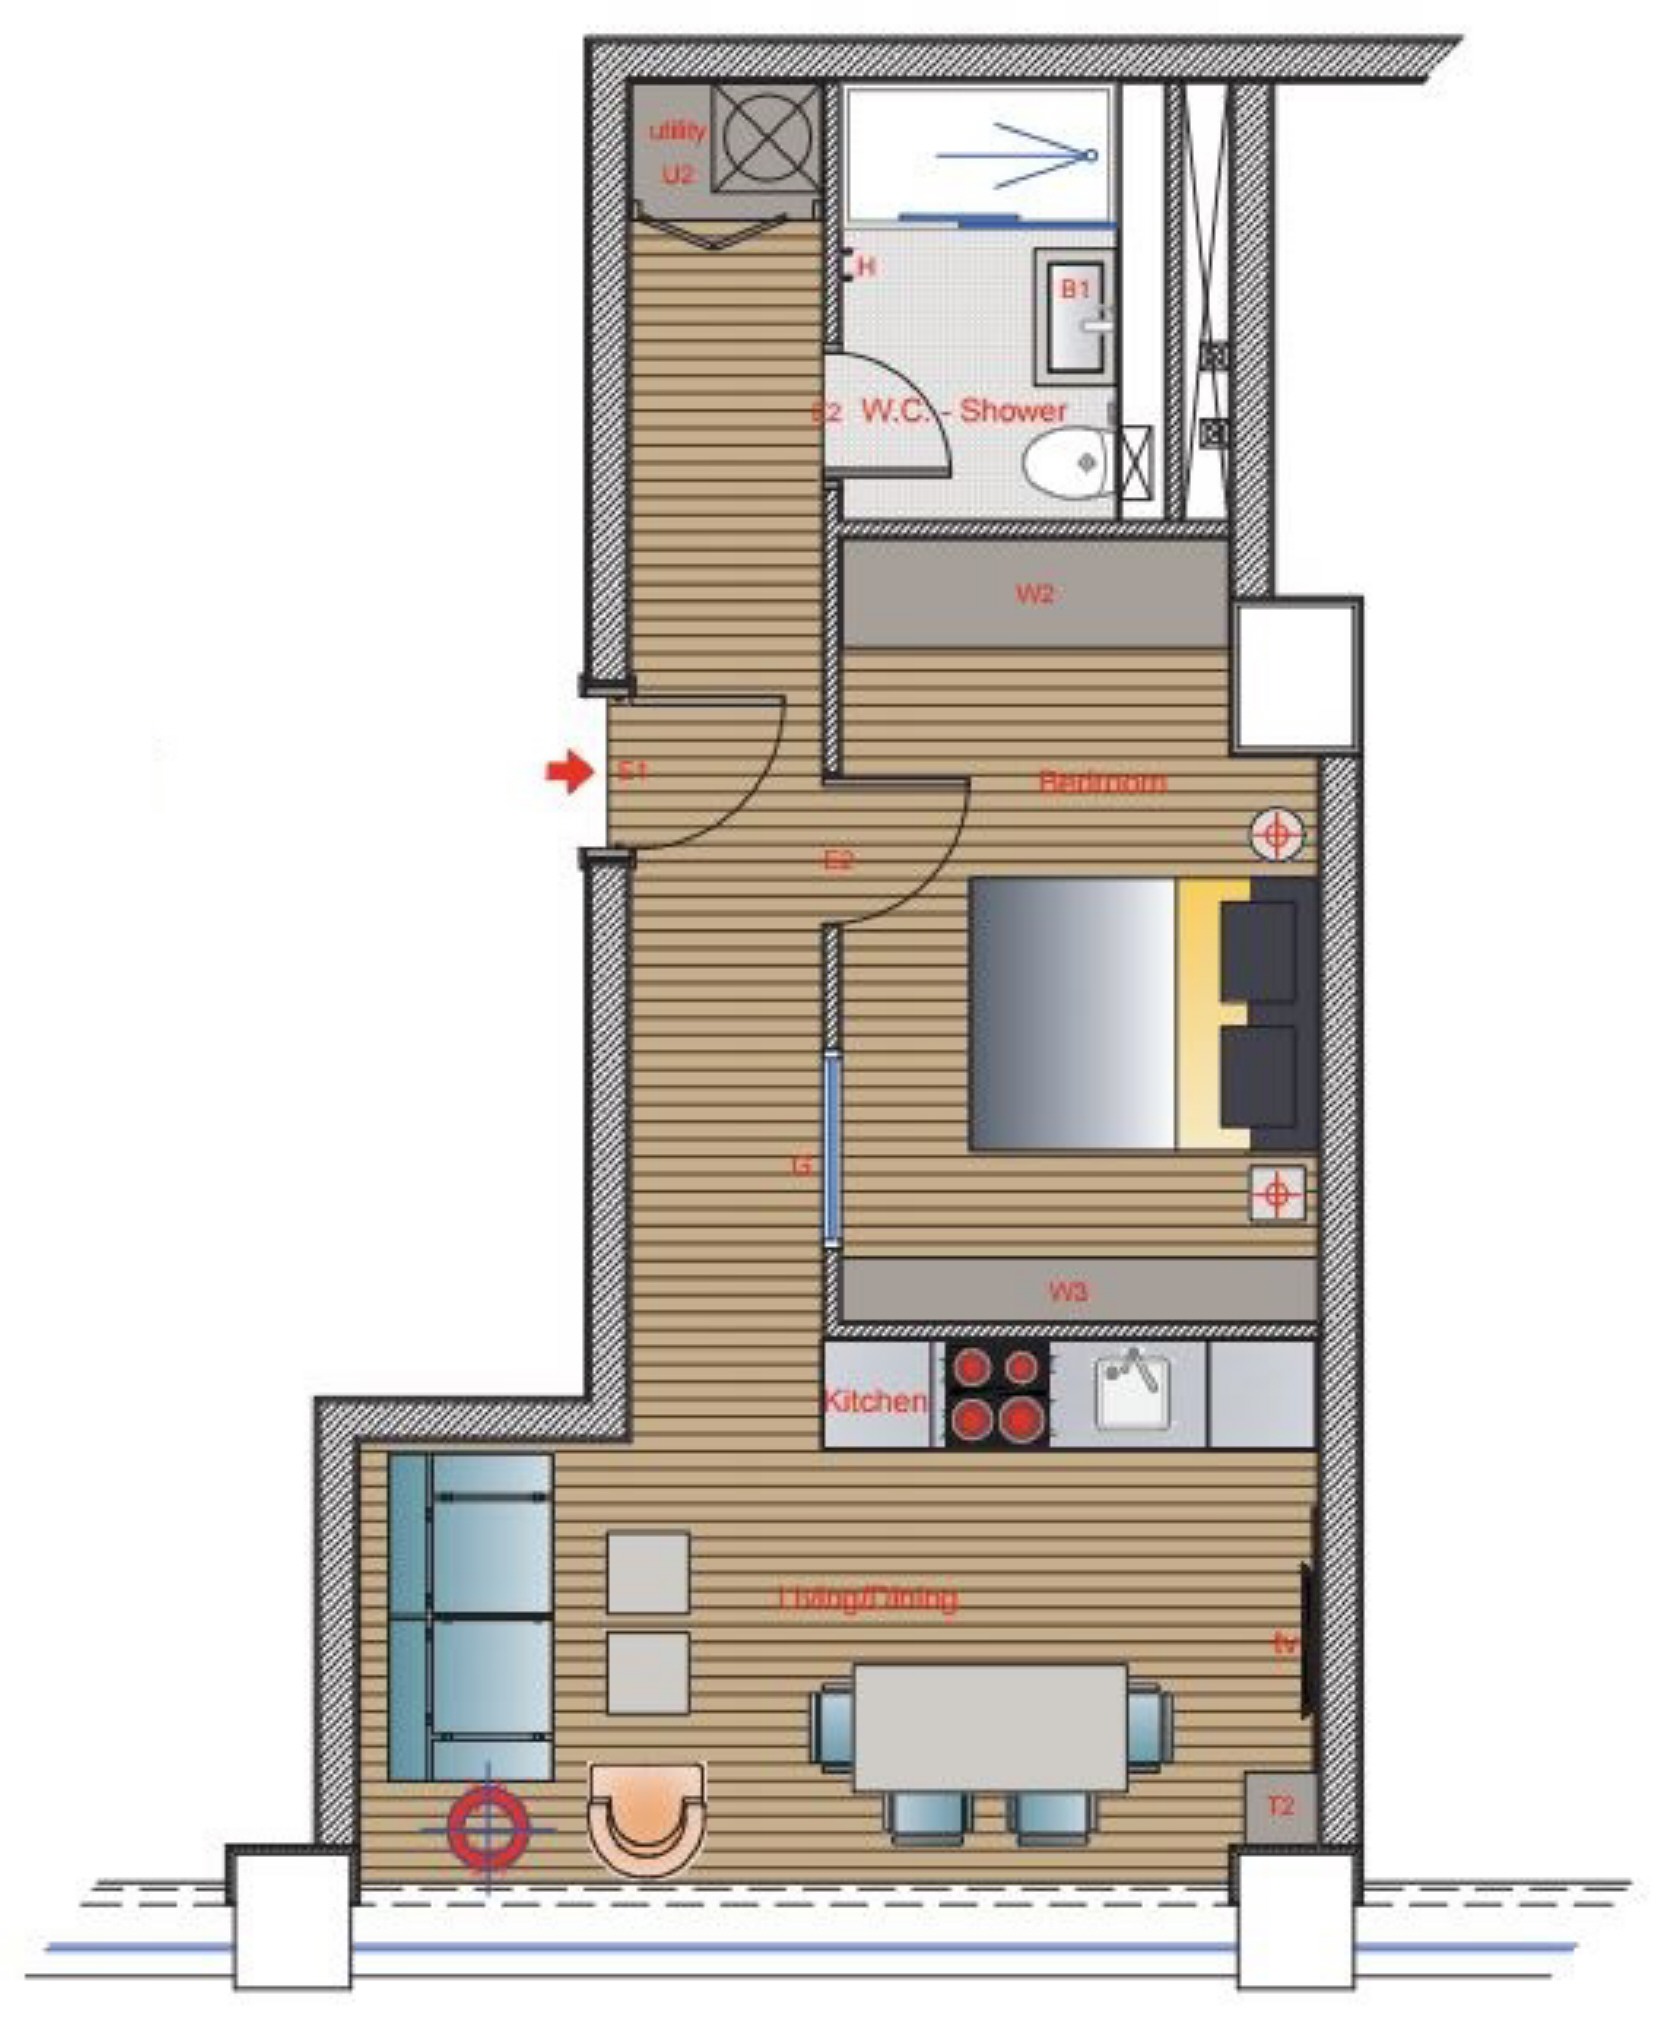 utility
U2
H
B1
E2 W.C. - Shower
W2
E1
Bedroom
E2
G
W3
Kitchen
Living/Dining
tv
T2